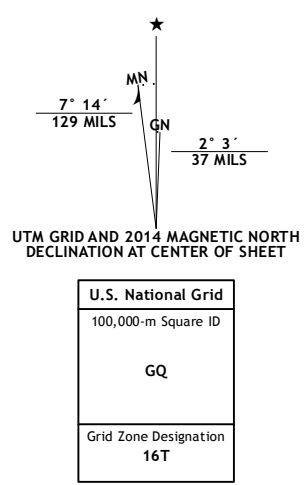 ★
MN
7° 14´
129 MILS
GN
2° 3´
37 MILS
UTM GRID AND 2014 MAGNETIC NORTH
DECLINATION AT CENTER OF SHEET
U.S. National Grid
100,000-m Square ID
GQ
Grid Zone Designation
16T